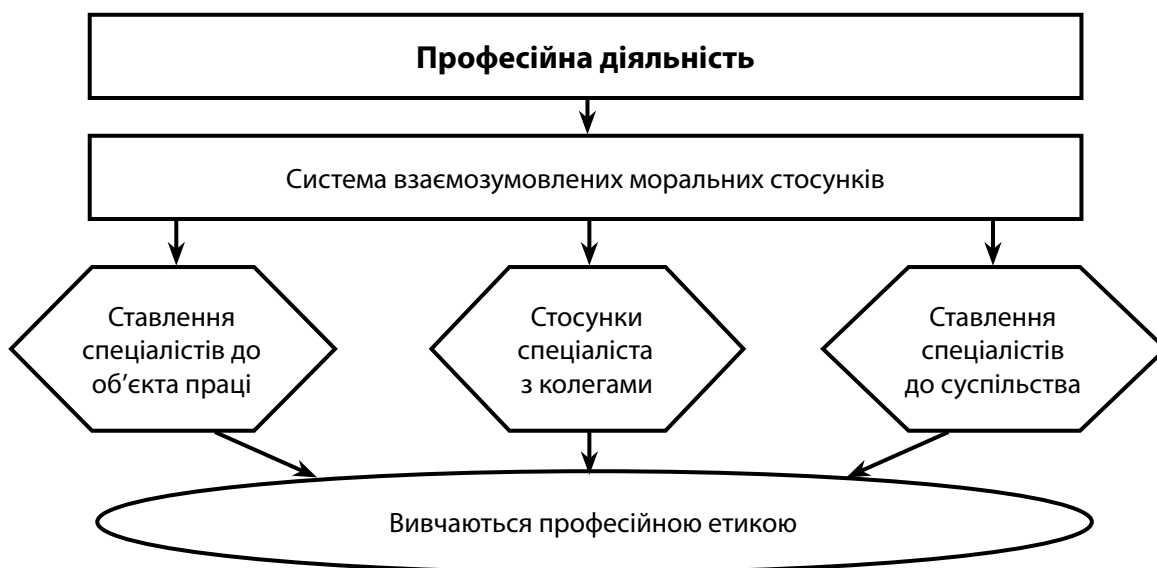 Професійна діяльність
Система взаємозумовлених моральних стосунків
Ставлення
спеціалістів до
об’єкта праці
Стосунки
спеціаліста
з колегами
Ставлення
спеціалістів
до суспільства
Вивчаються професійною етикою